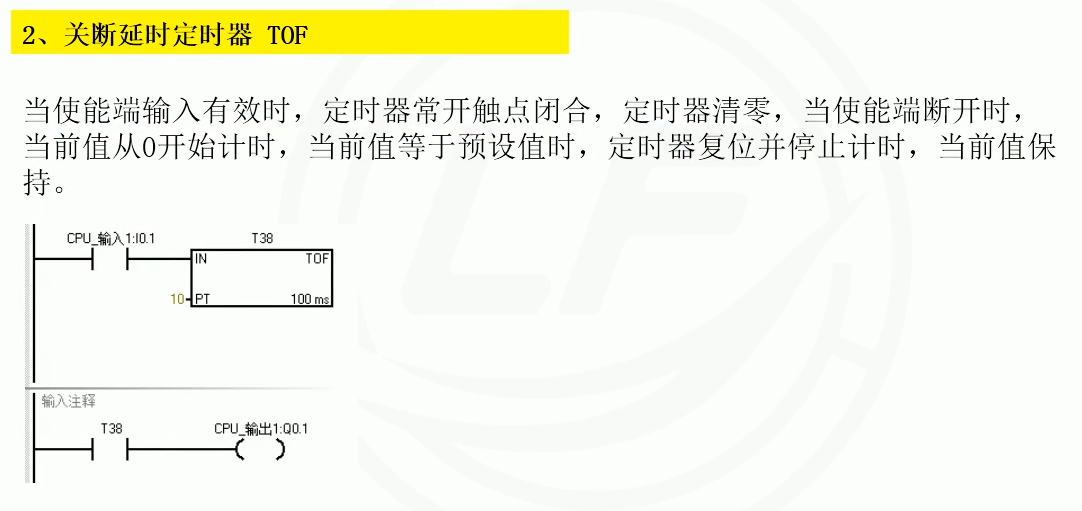 2、关断延时定时器 TOF
当使能端输入有效时，定时器常开触点闭合，定时器清零，当使能端断开时，
当前值从0开始计时，当前值等于预设值时，定时器复位并停止计时，当前值保
持。
CPU_输入1:I0.1 T38
IN TOF
10 PT 100 ms
输入注释
T38 CPU_输出1:Q0.1